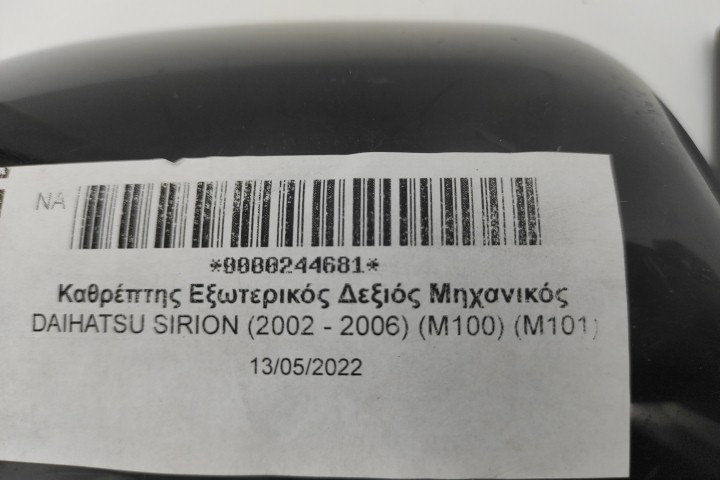 NA
*0000244681*
Καθρέπτης Εξωτερικός Δεξιός Μηχανικός
DAIHATSU SIRION (2002 - 2006) (M100) (M101)
13/05/2022